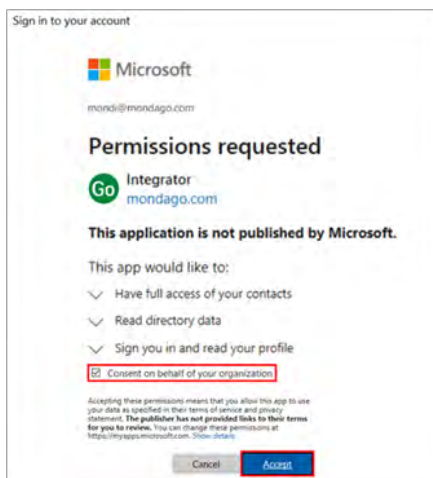 Sign in to your account
Microsoft
mondi@mondago.com
Permissions requested
Go
Integrator
mondago.com
This application is not published by Microsoft.
This app would like to:
Have full access of your contacts
Read directory data
Sign you in and read your profile
Consent on behalf of your organization
Accepting these permissions means that you allow this app to use
your data as specified in their terms of service and privacy
statement. The publisher has not provided links to their terms
for you to review. You can change these permissions at
https://myapps.microsoft.com. Show details
Cancel Accept